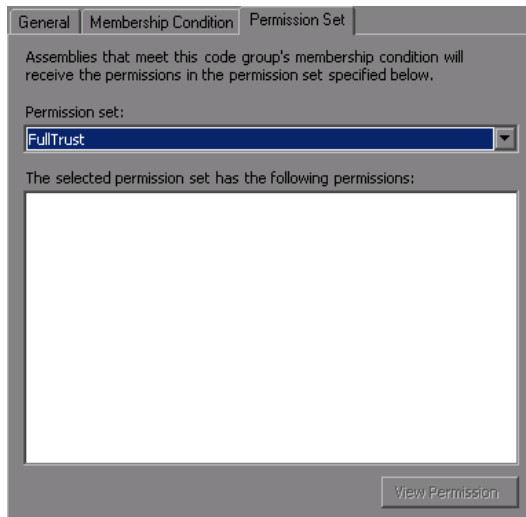 General
Membership Condition
Permission Set
Assemblies that meet this code group's membership condition will
receive the permissions in the permission set specified below.
Permission set:
FullTrust
The selected permission set has the following permissions:
View Permission